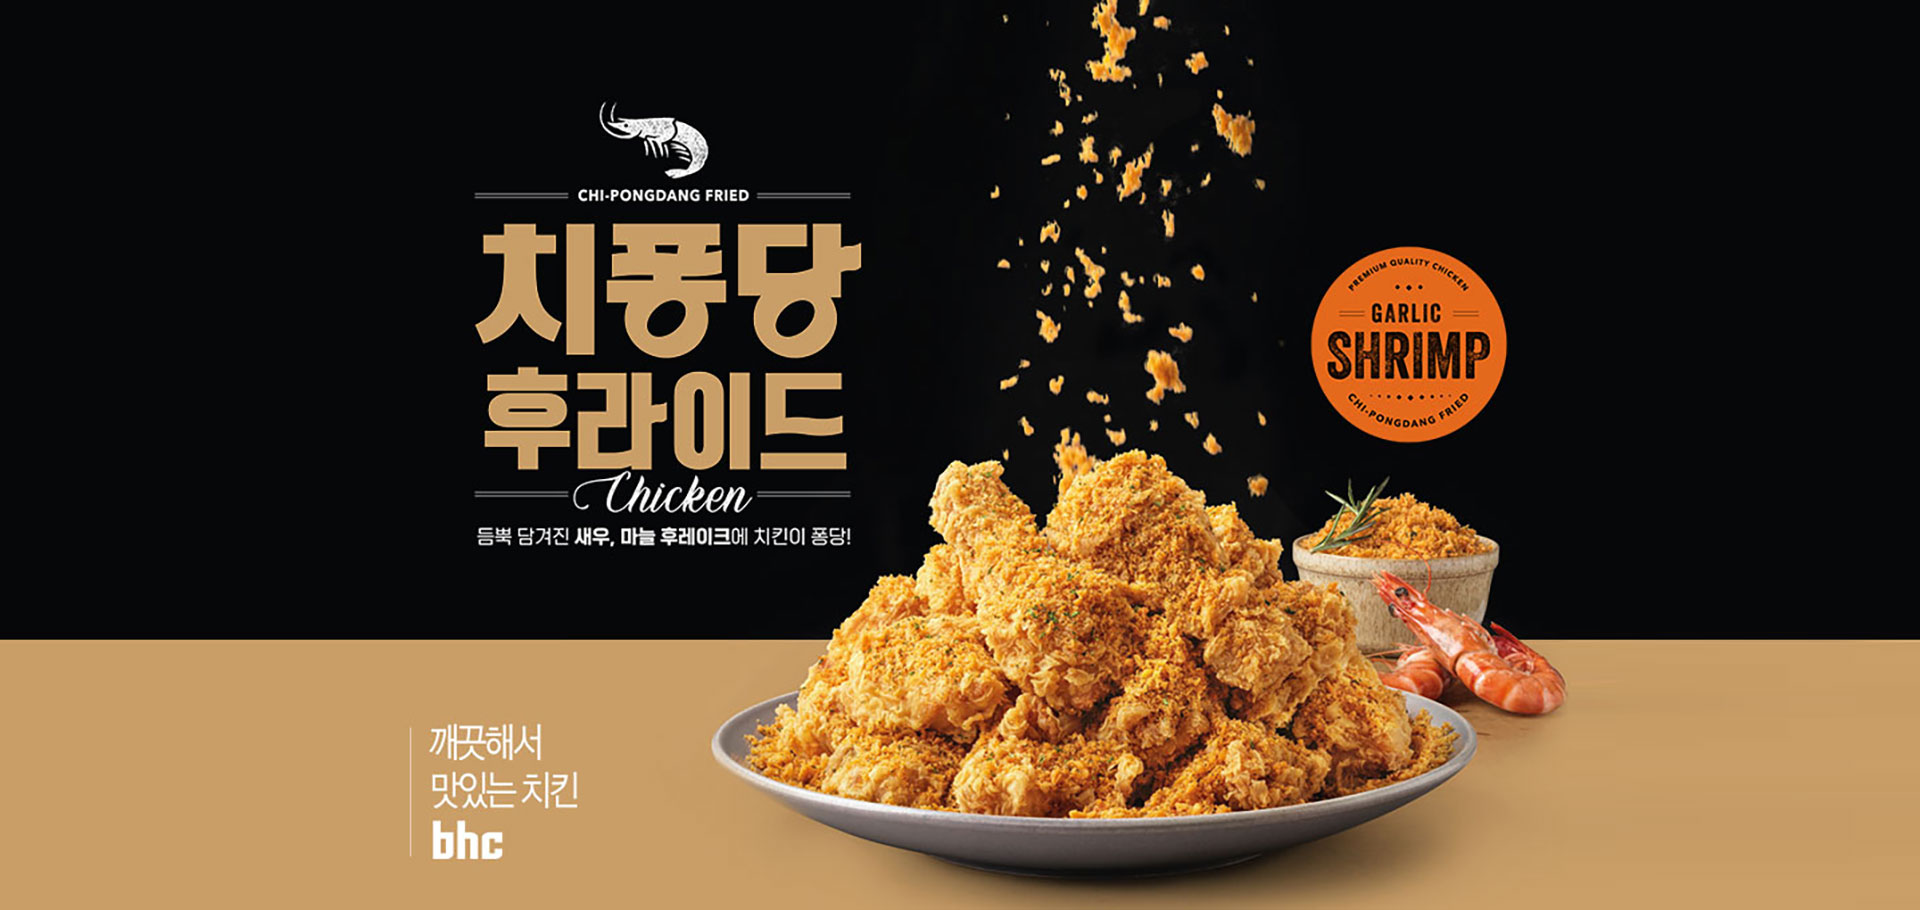 CHI-PONGDANG FRIED
치퐁당
후라이드
Chicken
듬뿍 담겨진 새우, 마늘 후레이크에 치킨이 퐁당!
PREMIUM QUALITY CHICKEN
GARLIC
SHRIMP
CHI-PONGDANG FRIED
깨끗해서
맛있는 치킨
bhc